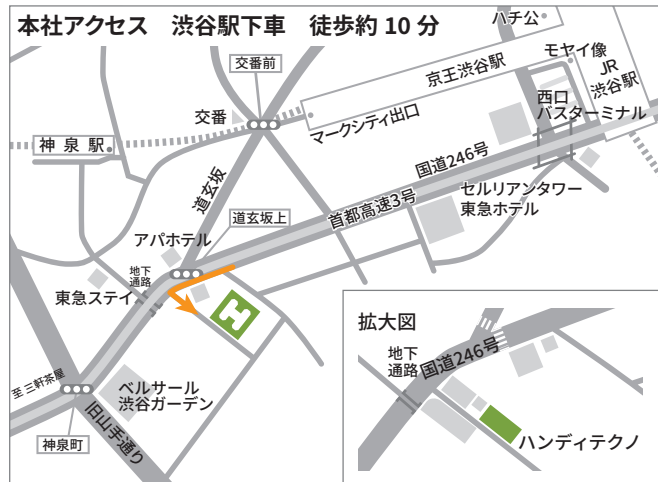 本社アクセス　渋谷駅下車　徒歩約 10 分
ハチ公
交番前
モヤイ像
JR
渋谷駅
京王渋谷駅
西口
バスターミナル
交番
マークシティ出口
神泉駅
国道246号
道玄坂
首都高速3号
セルリアンタワー
東急ホテル
道玄坂上
アパホテル
地下
通路
東急ステイ
至 三軒茶屋
ベルサール
渋谷ガーデン
旧山手通り
神泉町
拡大図
地下
通路
国道246号
ハンディテクノ